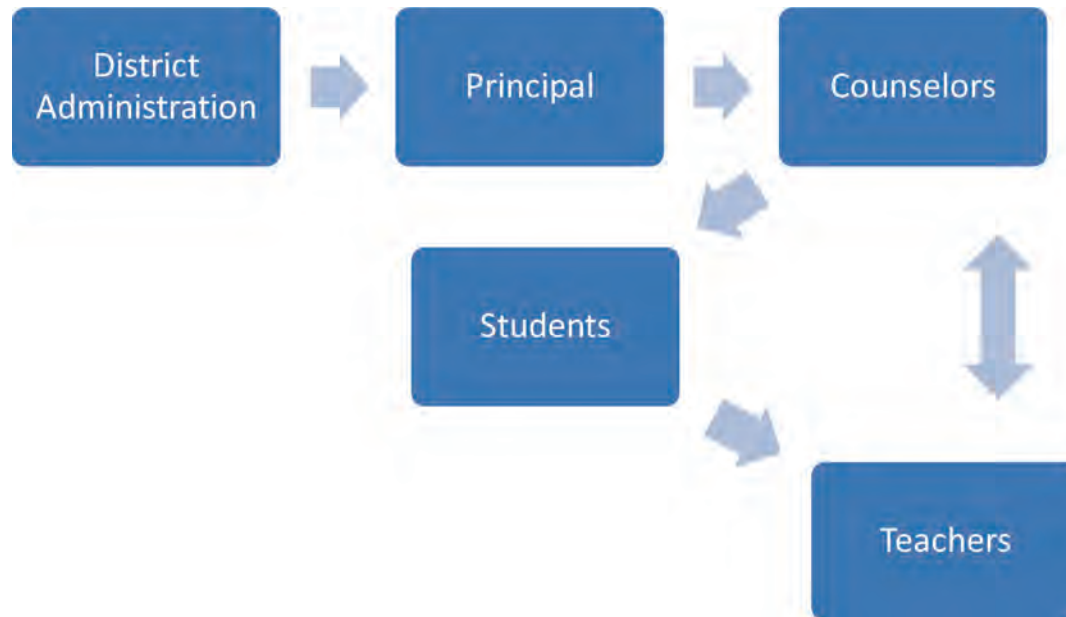 District
Administration
Principal
Counselors
Students
Teachers